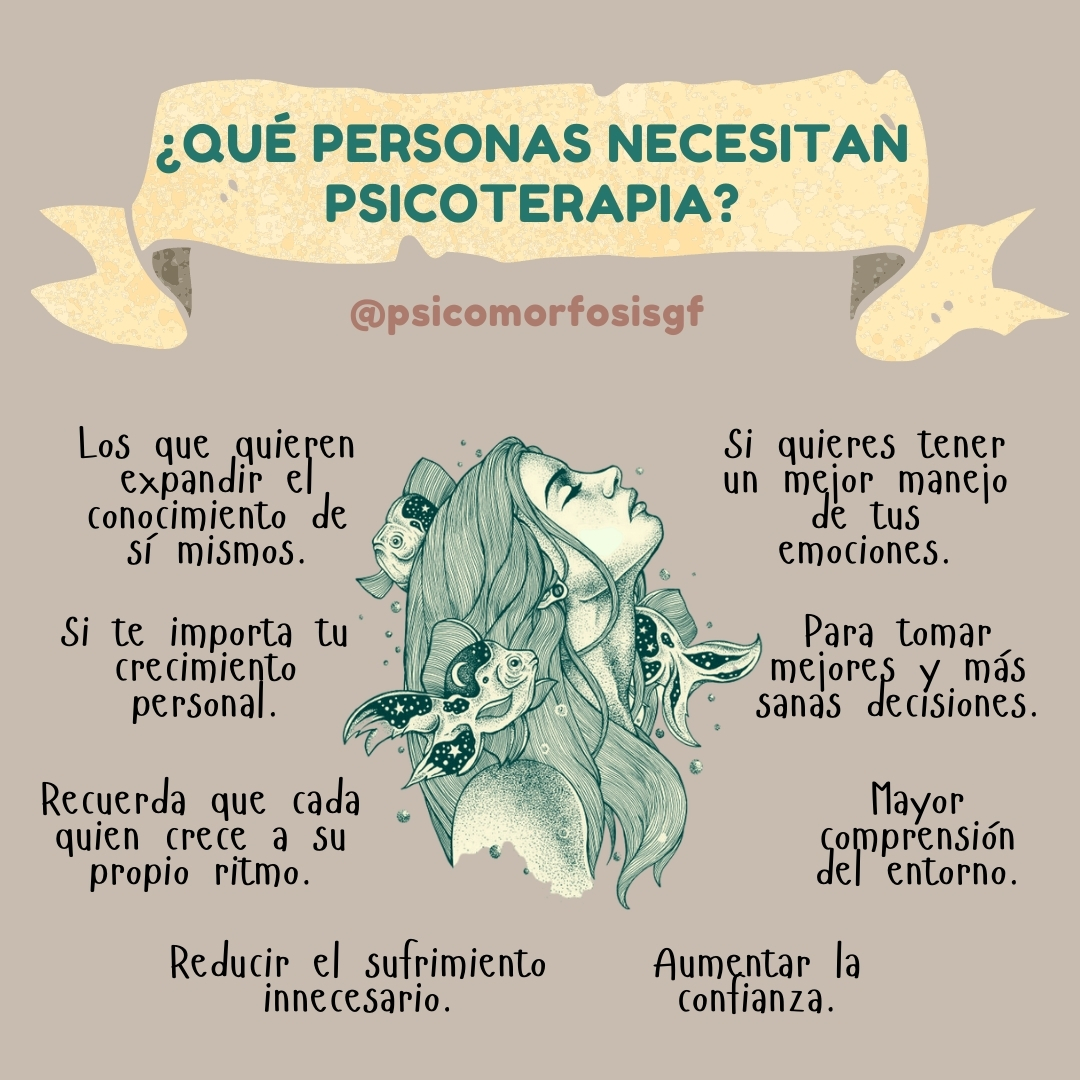 ¿QUÉ PERSONAS NECESITAN
PSICOTERAPIA?
@psicomorfosisgf
Los que quieren
expandir el
conocimiento de
sí mismos.
Si quieres tener
un mejor manejo
de tus
emociones.
Si te importa tu
crecimiento
personal.
Para tomar
mejores y más
sanas decisiones.
Recuerda que cada
quien crece a su
propio ritmo.
Mayor
comprensión
del entorno.
Reducir el sufrimiento
innecesario.
Aumentar la
confianza.